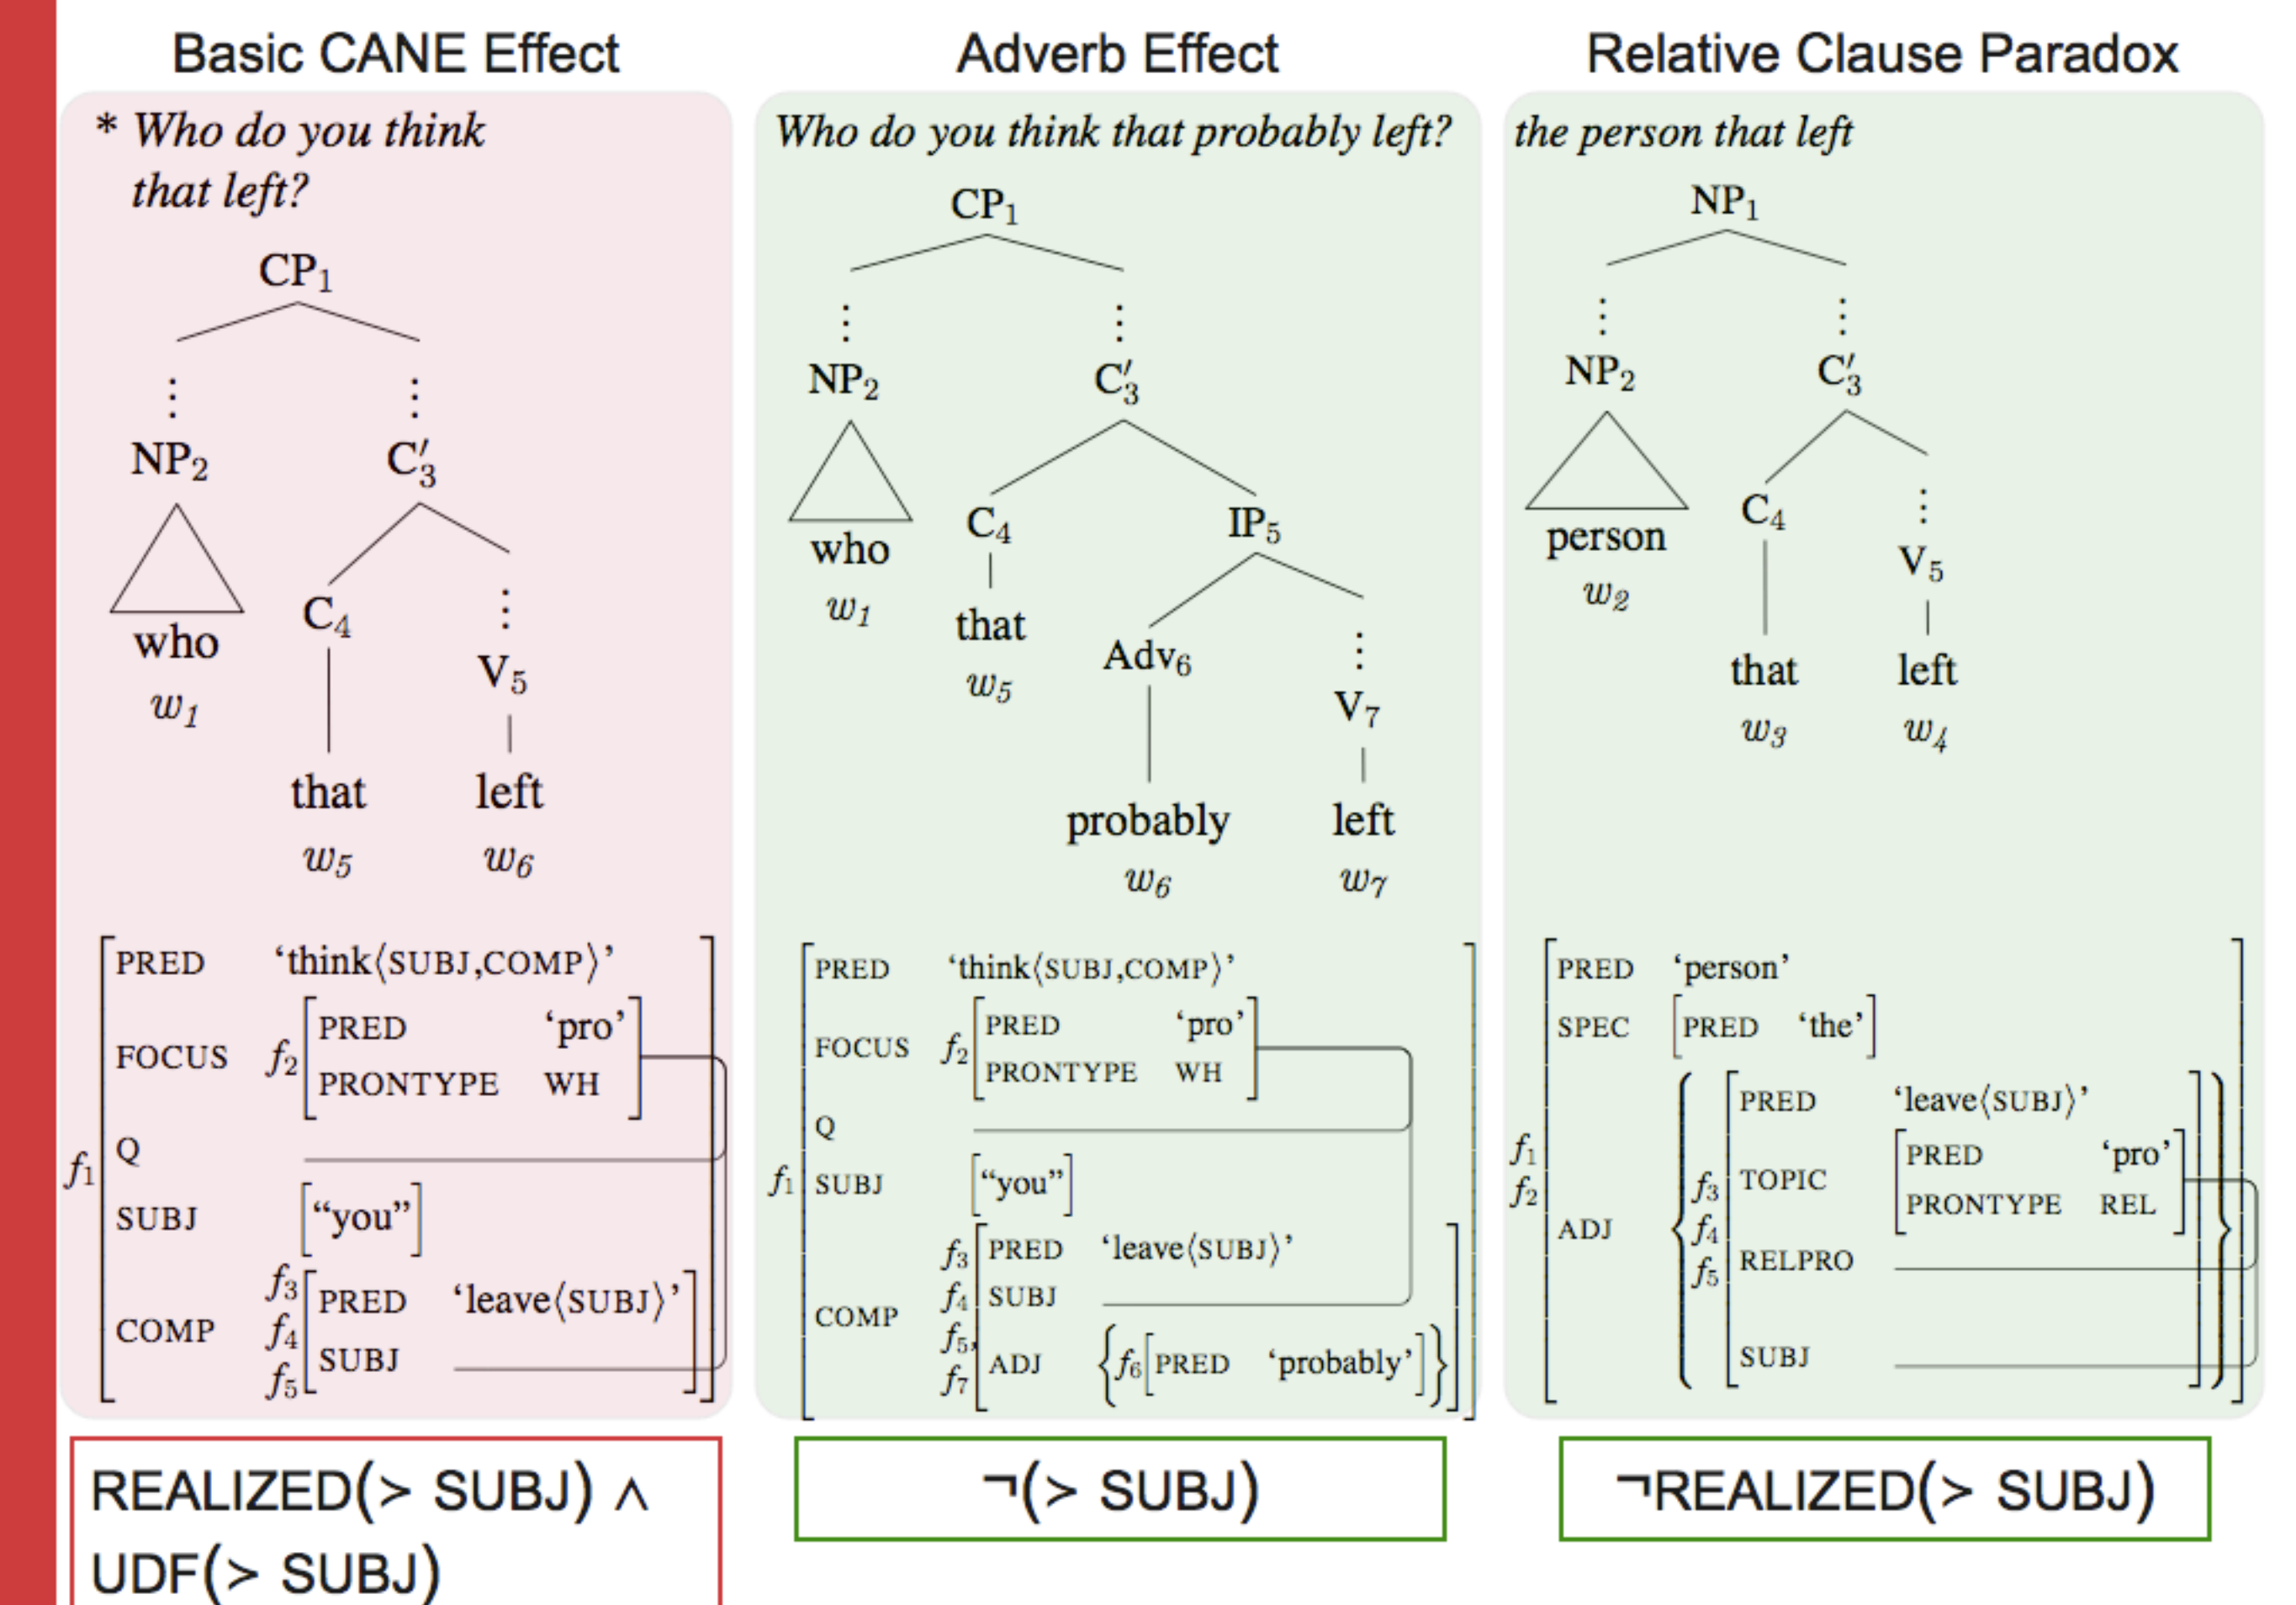 Basic CANE Effect
* Who do you think
that left?
CP₁
NP₂ C′₃
who C₄
w₁ V₅
that left
w₅ w₆
f₁ PRED ‘think⟨SUBJ,COMP⟩’
FOCUS f₂ PRED ‘pro’
PRONTYPE WH
Q
SUBJ “you”
COMP f₃ f₄ f₅ PRED ‘leave⟨SUBJ⟩’
SUBJ
REALIZED(≻ SUBJ) ∧
UDF(≻ SUBJ)
Adverb Effect
Who do you think that probably left?
CP₁
NP₂ C′₃
who C₄ IP₅
w₁ that
w₅ Adv₆ V₇
probably left
w₆ w₇
f₁ PRED ‘think⟨SUBJ,COMP⟩’
FOCUS f₂ PRED ‘pro’
PRONTYPE WH
Q
SUBJ “you”
COMP f₃ f₄ f₅, f₇ PRED ‘leave⟨SUBJ⟩’
SUBJ
ADJ f₆ PRED ‘probably’
¬(≻ SUBJ)
Relative Clause Paradox
the person that left
NP₁
NP₂ C′₃
person C₄ V₅
w₂ that left
w₃ w₄
f₁ f₂ PRED ‘person’
SPEC PRED ‘the’
ADJ f₃ f₄ f₅ PRED ‘leave⟨SUBJ⟩’
TOPIC PRED ‘pro’
PRONTYPE REL
RELPRO
SUBJ
¬REALIZED(≻ SUBJ)